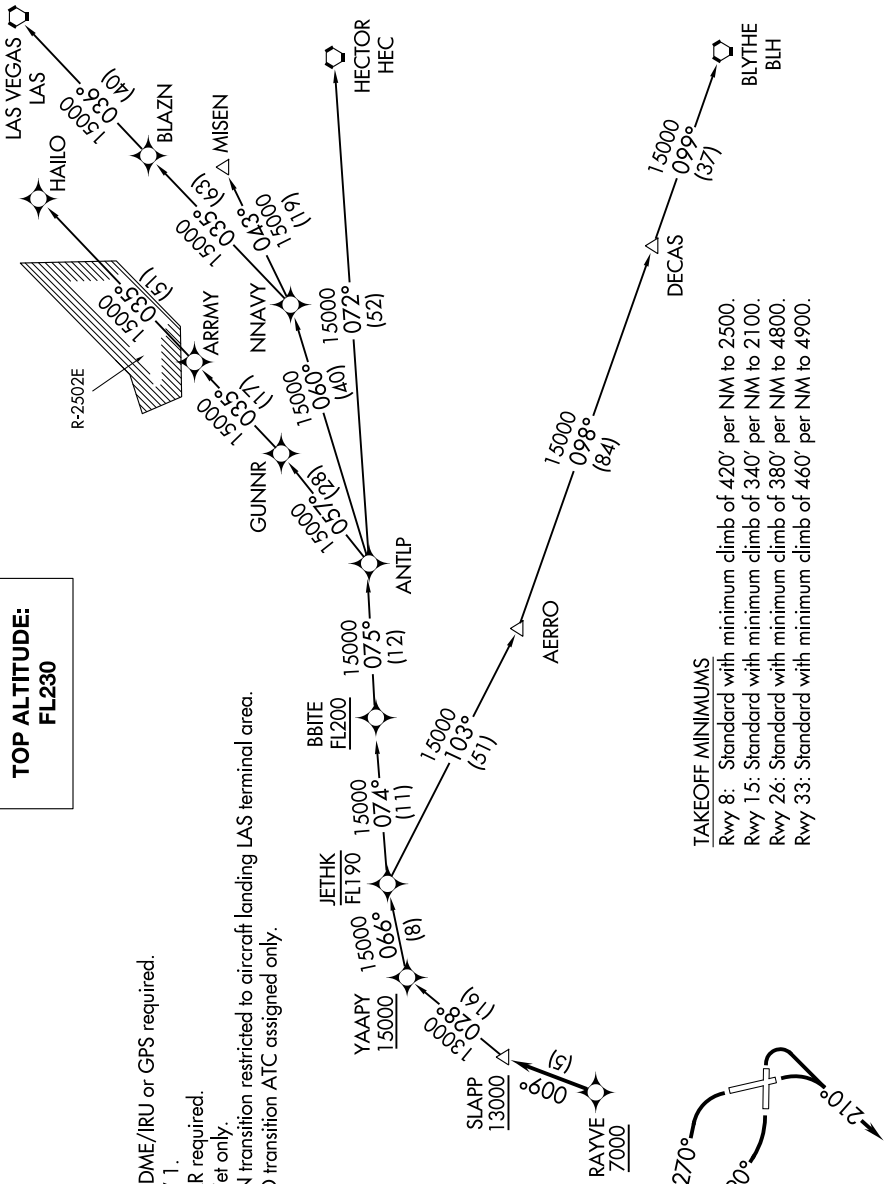 TOP ALTITUDE:
FL230
DME/IRU or GPS required.
1.
R required.
et only.
N transition restricted to aircraft landing LAS terminal area.
transition ATC assigned only.
LAS VEGAS
LAS
15000
036°
(40)
BLAZN
HAILO
15000
035°
(51)
R-2502E
ARRMY
15000
035°
(17)
GUNNR
15000
057°
(28)
MISEN
15000
035°
(63)
043°
15000
(19)
NNAVY
15000
060°
(40)
HECTOR
HEC
15000
072°
(52)
ANTLP
15000
075°
(12)
BBITE
FL200
15000
074°
(11)
JETHK
FL190
15000
066°
(8)
YAAPY
15000
13000
028°
(16)
SLAPP
13000
009°
(5)
RAYVE
7000
15000
103°
(51)
AERRO
15000
098°
(84)
DECAS
15000
099°
(37)
BLYTHE
BLH
TAKEOFF MINIMUMS
Rwy 8: Standard with minimum climb of 420' per NM to 2500.
Rwy 15: Standard with minimum climb of 340' per NM to 2100.
Rwy 26: Standard with minimum climb of 380' per NM to 4800.
Rwy 33: Standard with minimum climb of 460' per NM to 4900.
270°
210°